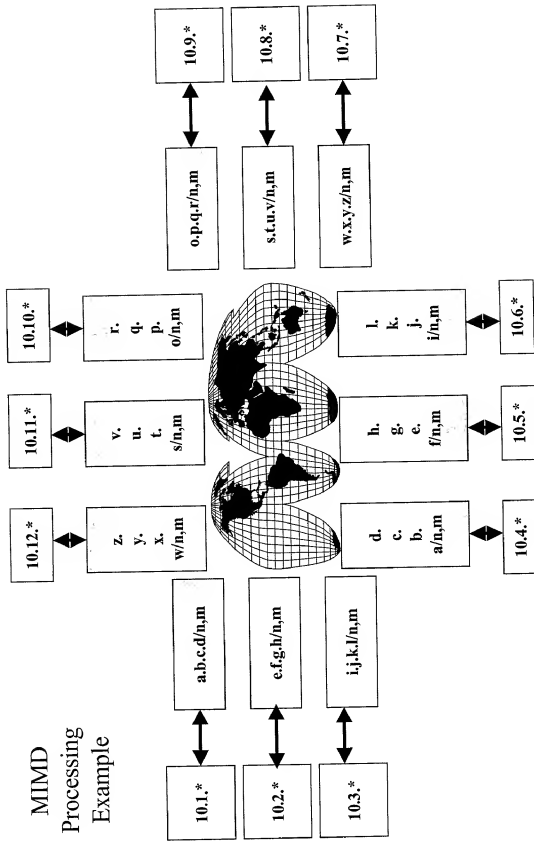 MIMD
Processing
Example
10.12.*
10.11.*
10.10.*
z.
y.
x.
w/n,m
v.
u.
t.
s/n,m
r.
q.
p.
o/n,m
10.1.*
a.b.c.d/n,m
o.p.q.r/n,m
10.9.*
10.2.*
e.f.g.h/n,m
s.t.u.v/n,m
10.8.*
10.3.*
i.j.k.l/n,m
w.x.y.z/n,m
10.7.*
d.
c.
b.
a/n,m
h.
g.
e.
f/n,m
l.
k.
j.
i/n,m
10.4.*
10.5.*
10.6.*